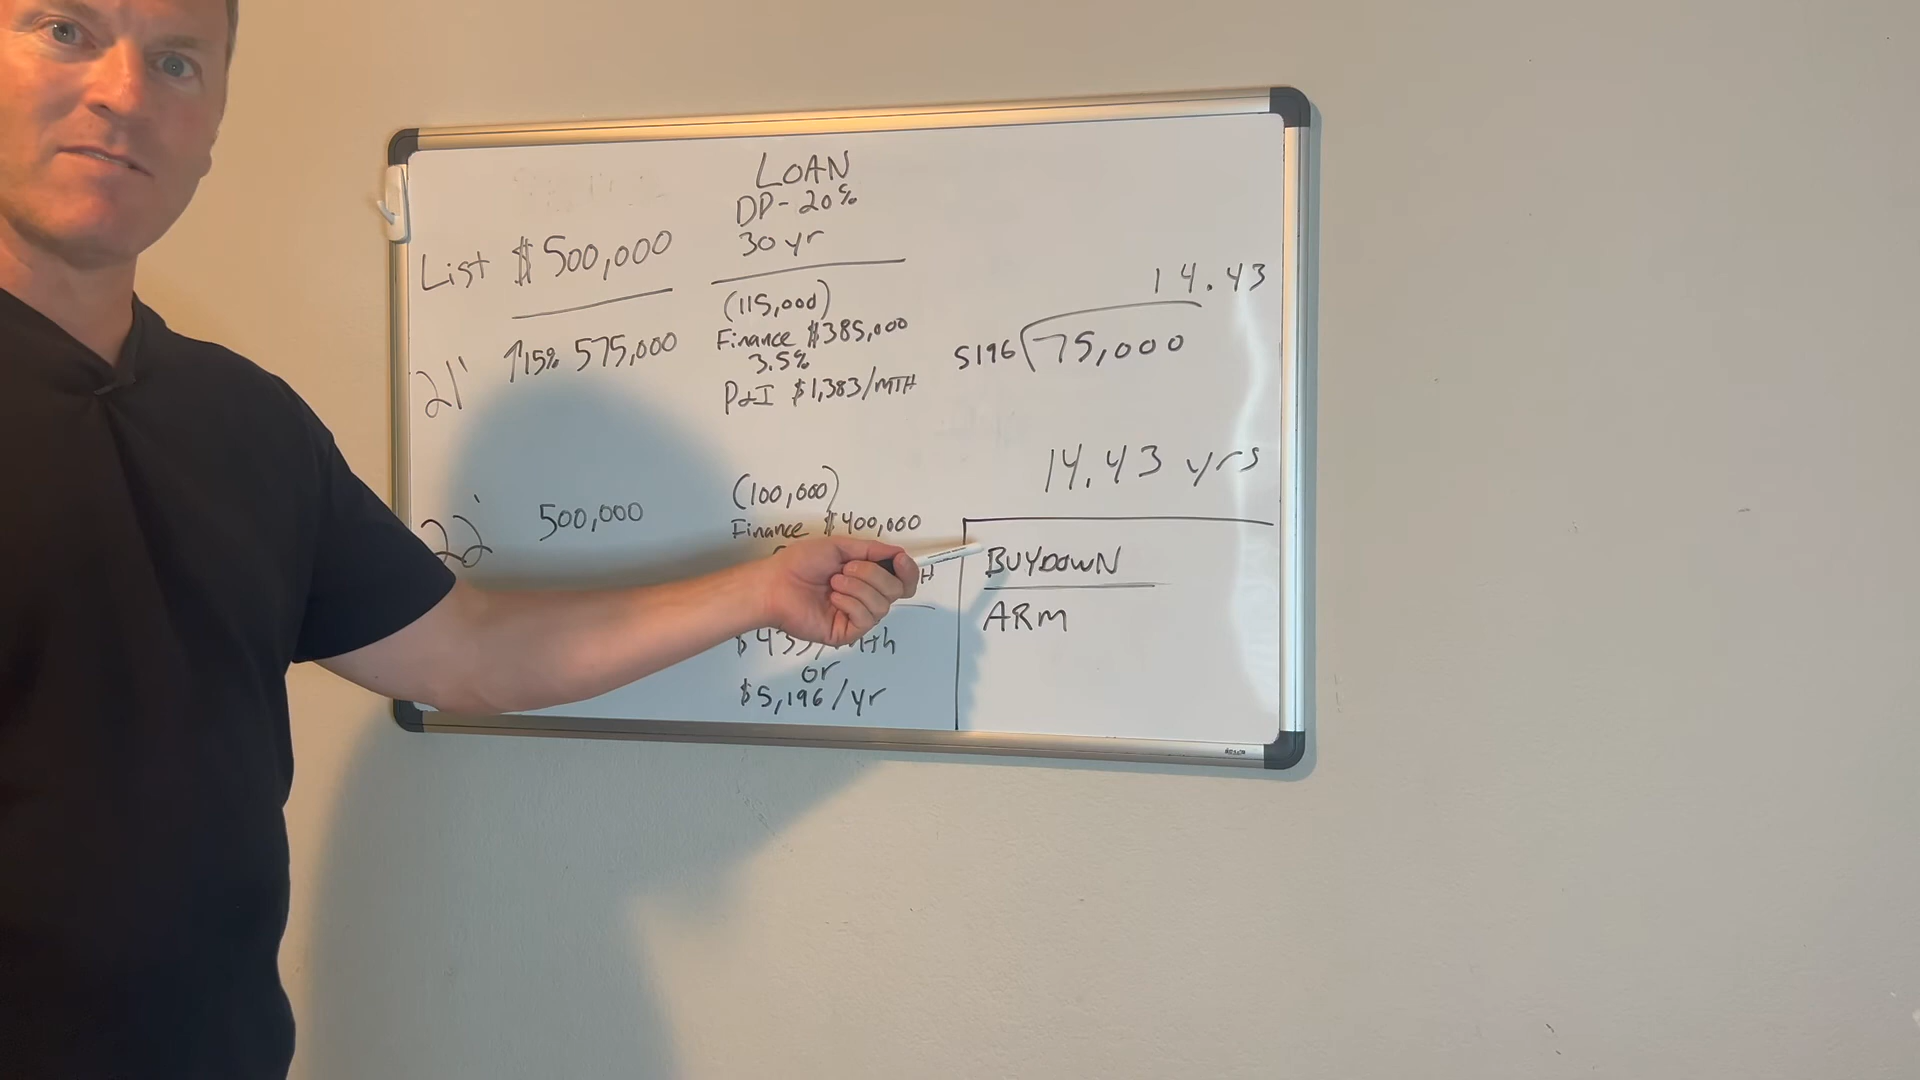 LOAN
DP-20%
30 yr
List $500,000
21' ↑15% 575,000
(115,000)
Finance $385,000
3.5%
P&I $1,383/MTH
14.43
5196 75,000
14.43 yrs
22' 500,000
(100,000)
Finance $400,000
$433/mth
or
$5,196/yr
BUYDOWN
ARM